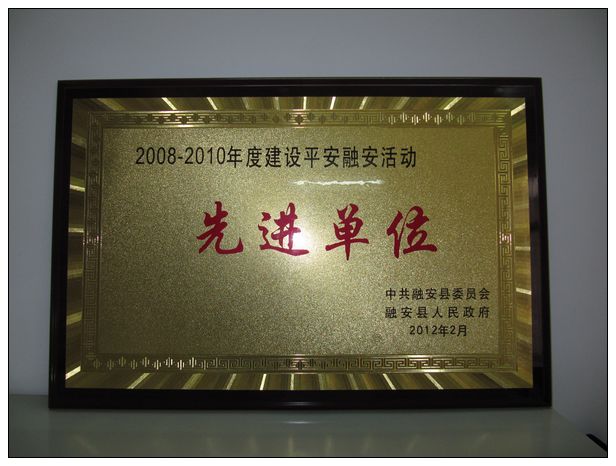 2008-2010年度建设平安融安活动
先进单位
中共融安县委员会
融安县人民政府
2012年2月